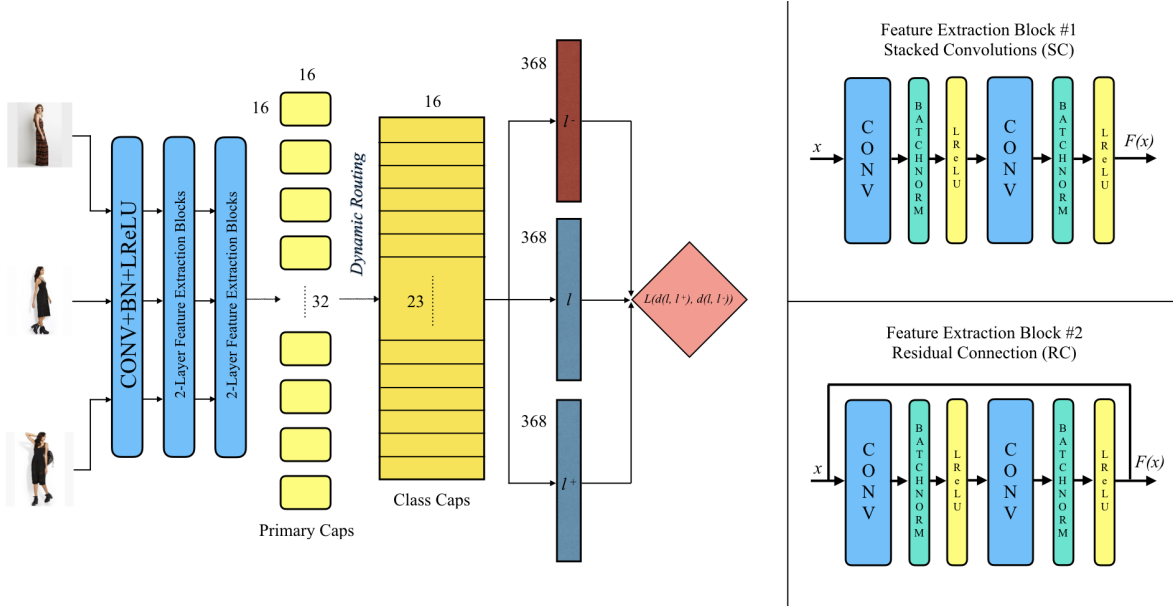 16
16
32
Primary Caps
CONV+BN+LReLU
2-Layer Feature Extraction Blocks
2-Layer Feature Extraction Blocks
Dynamic Routing
16
23
Class Caps
368
l-
368
l
368
l+
L(d(l, l+), d(l, l-))
Feature Extraction Block #1
Stacked Convolutions (SC)
x
CONV
BATCHNORM
LReLU
CONV
BATCHNORM
LReLU
F(x)
Feature Extraction Block #2
Residual Connection (RC)
x
CONV
BATCHNORM
LReLU
CONV
BATCHNORM
LReLU
F(x)